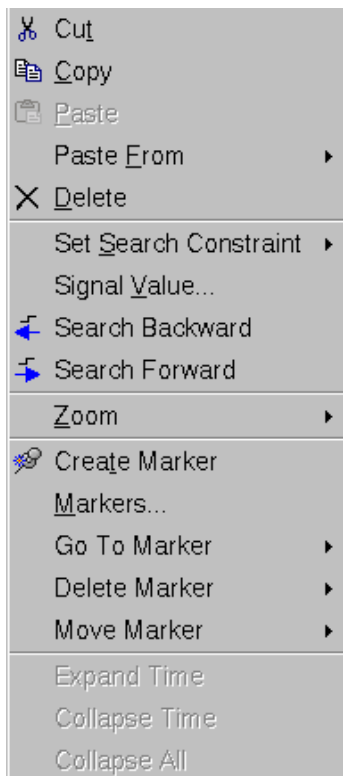 Cut
Copy
Paste
Paste From
Delete
Set Search Constraint
Signal Value...
Search Backward
Search Forward
Zoom
Create Marker
Markers...
Go To Marker
Delete Marker
Move Marker
Expand Time
Collapse Time
Collapse All